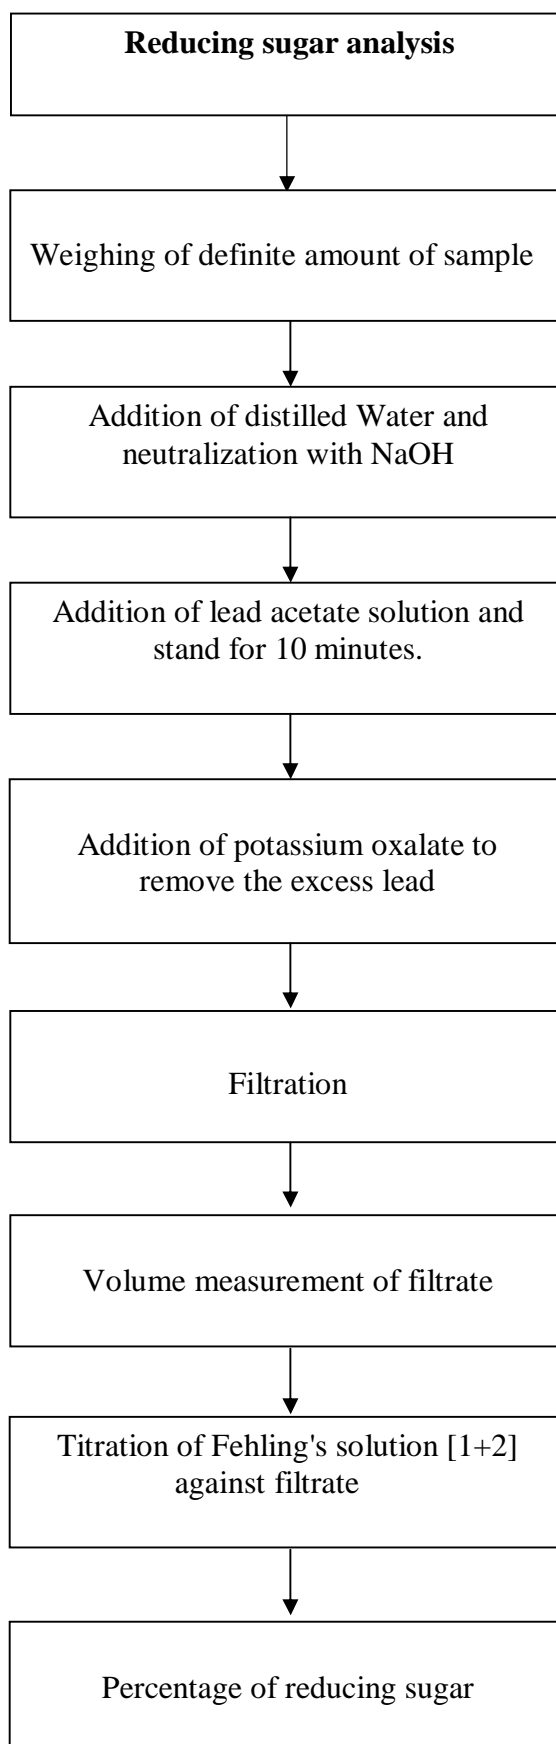 Reducing sugar analysis
Weighing of definite amount of sample
Addition of distilled Water and
neutralization with NaOH
Addition of lead acetate solution and
stand for 10 minutes.
Addition of potassium oxalate to
remove the excess lead
Filtration
Volume measurement of filtrate
Titration of Fehling's solution [1+2]
against filtrate
Percentage of reducing sugar